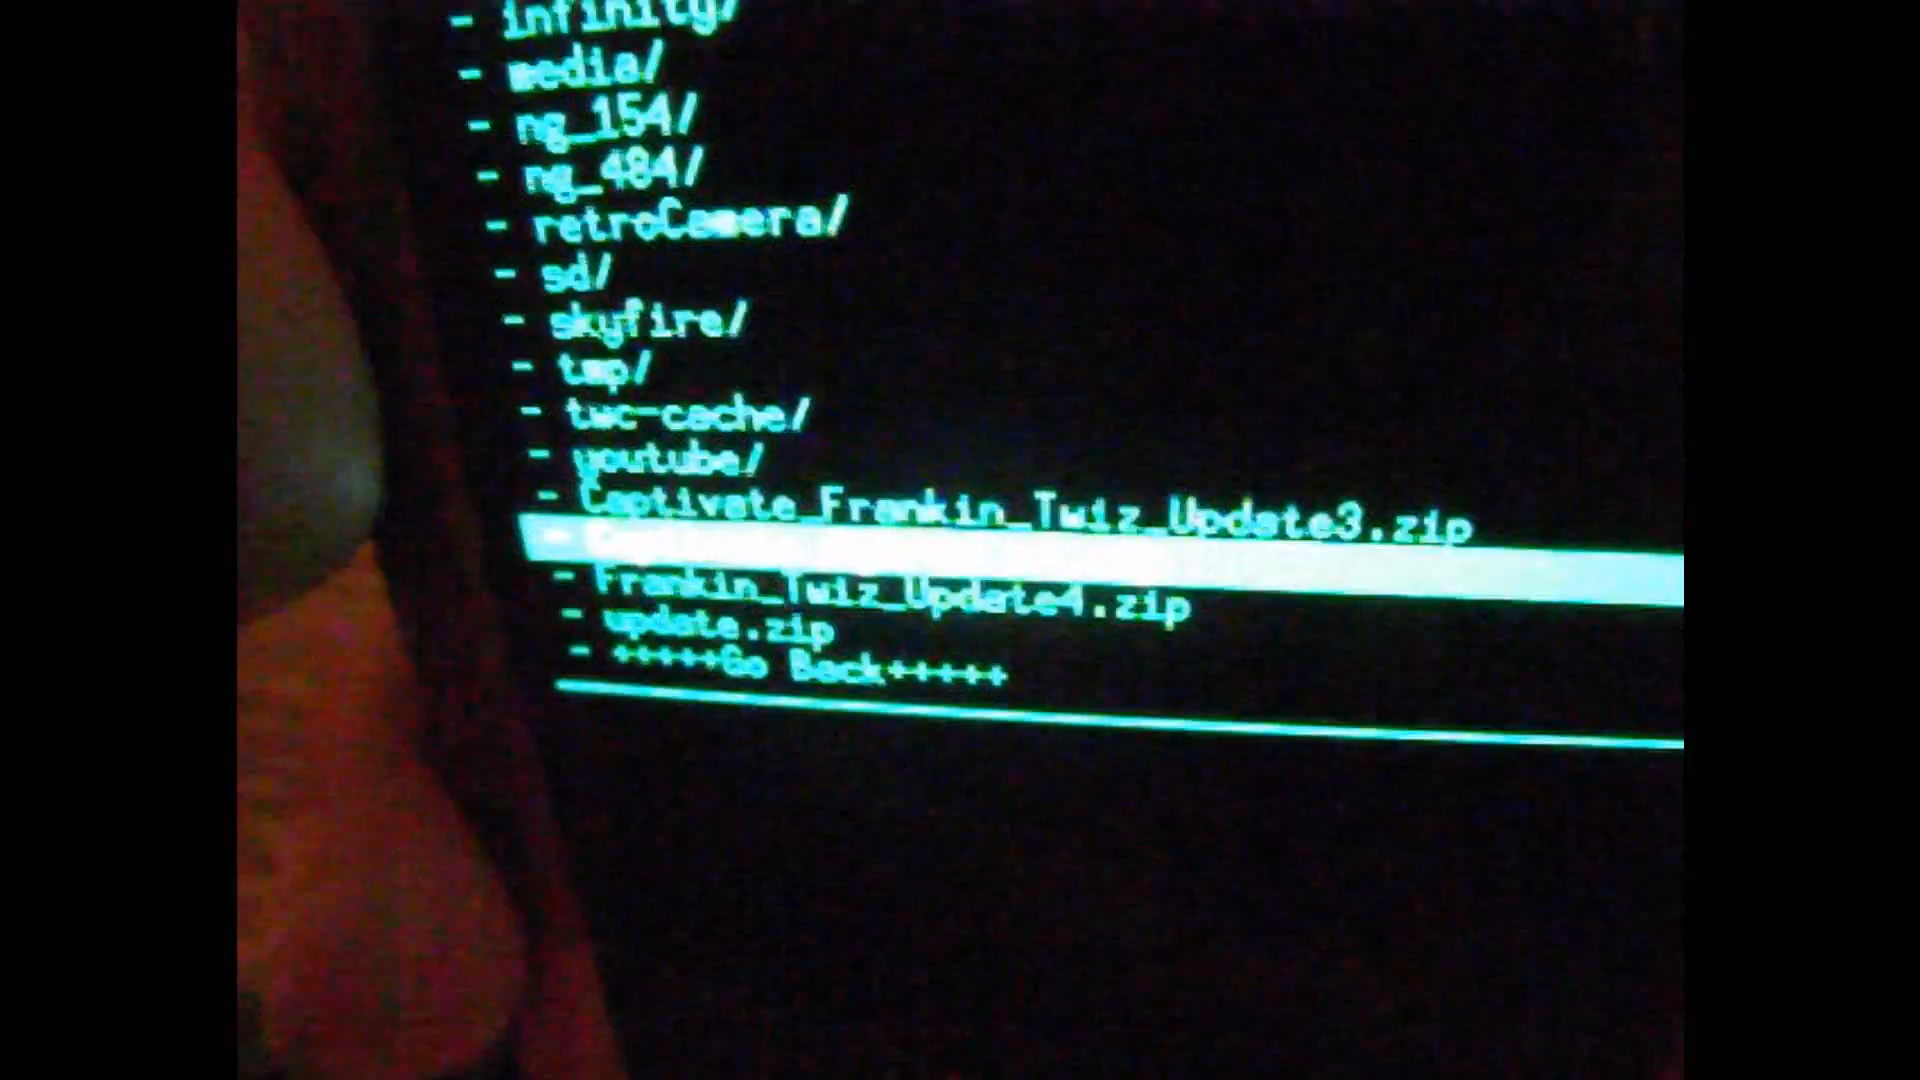 - infinity/
- media/
- ng_154/
- ng_484/
- retroCamera/
- sd/
- skyfire/
- tmp/
- twc-cache/
- youtube/
- Captivate_Frankin_Twiz_Update3.zip
- Frankin_Twiz_Update4.zip
- update.zip
- +++++Go Back+++++